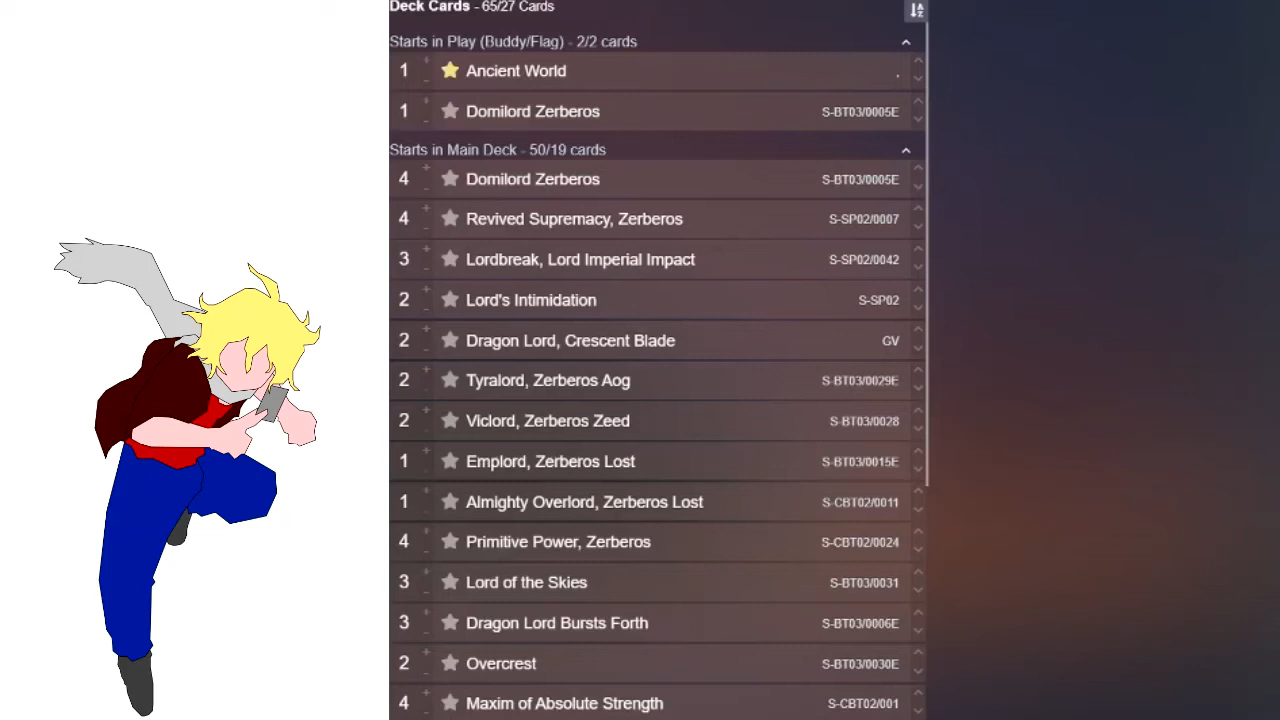 Deck Cards - 65/27 Cards
Starts in Play (Buddy/Flag) - 2/2 cards
1 Ancient World .
1 Domilord Zerberos S-BT03/0005E
Starts in Main Deck - 50/19 cards
4 Domilord Zerberos S-BT03/0005E
4 Revived Supremacy, Zerberos S-SP02/0007
3 Lordbreak, Lord Imperial Impact S-SP02/0042
2 Lord's Intimidation S-SP02
2 Dragon Lord, Crescent Blade GV
2 Tyralord, Zerberos Aog S-BT03/0029E
2 Viclord, Zerberos Zeed S-BT03/0028
1 Emplord, Zerberos Lost S-BT03/0015E
1 Almighty Overlord, Zerberos Lost S-CBT02/0011
4 Primitive Power, Zerberos S-CBT02/0024
3 Lord of the Skies S-BT03/0031
3 Dragon Lord Bursts Forth S-BT03/0006E
2 Overcrest S-BT03/0030E
4 Maxim of Absolute Strength S-CBT02/001